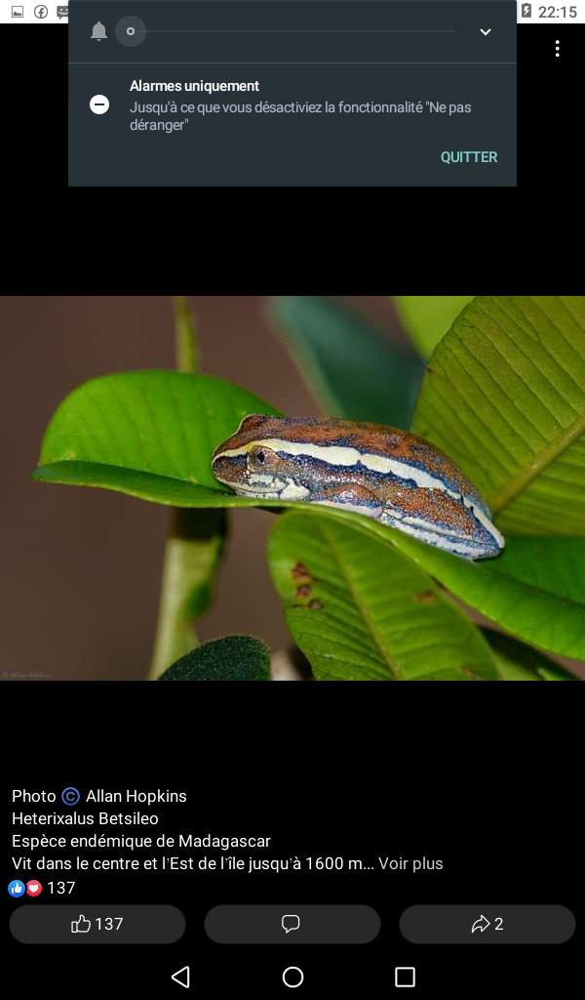 22:15
Alarmes uniquement
Jusqu'à ce que vous désactiviez la fonctionnalité "Ne pas
déranger"
QUITTER
Photo © Allan Hopkins
Heterixalus Betsileo
Espèce endémique de Madagascar
Vit dans le centre et l'Est de l'île jusqu'à 1600 m... Voir plus
137
137
2